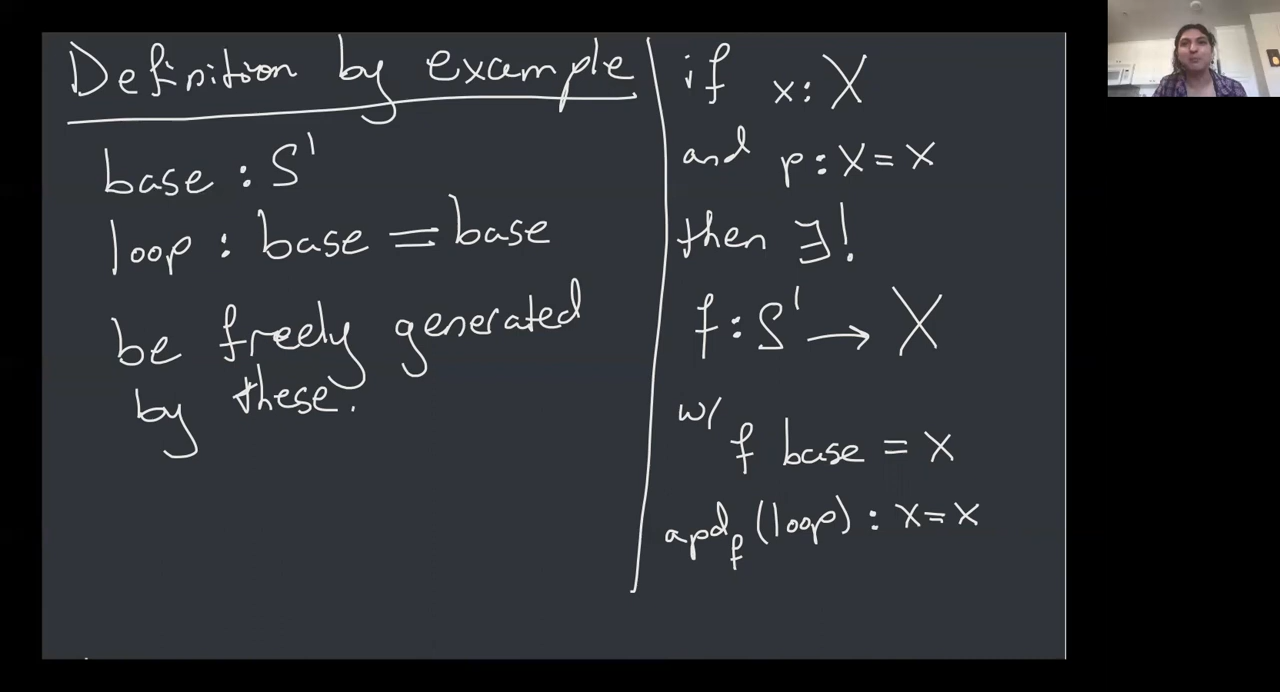 Definition by example
base : S¹
loop : base = base
be freely generated
by these.
if x : X
and p : x = x
then ∃!
f : S¹ → X
w/
f base = x
apd_f (loop) : x = x